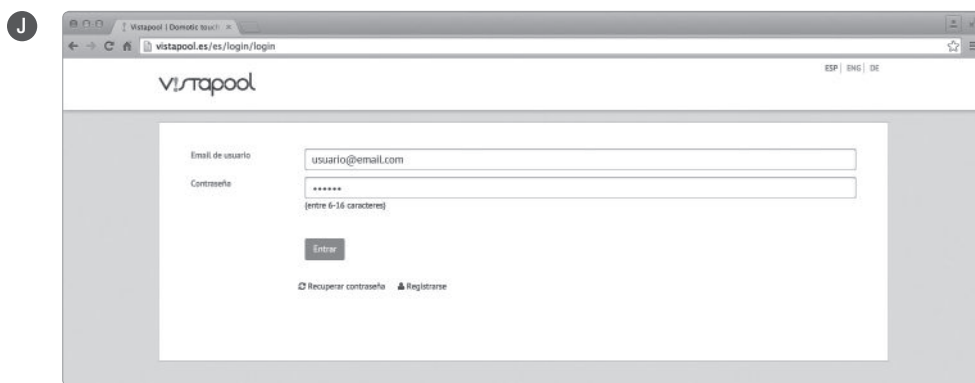 J
Vistapool | Domotic touch
vistapool.es/es/login/login
ESP | ENG | DE
vistapool
Email de usuario
usuario@email.com
Contraseña
••••••
(entre 6-16 caracteres)
Entrar
Recuperar contraseña Registrarse